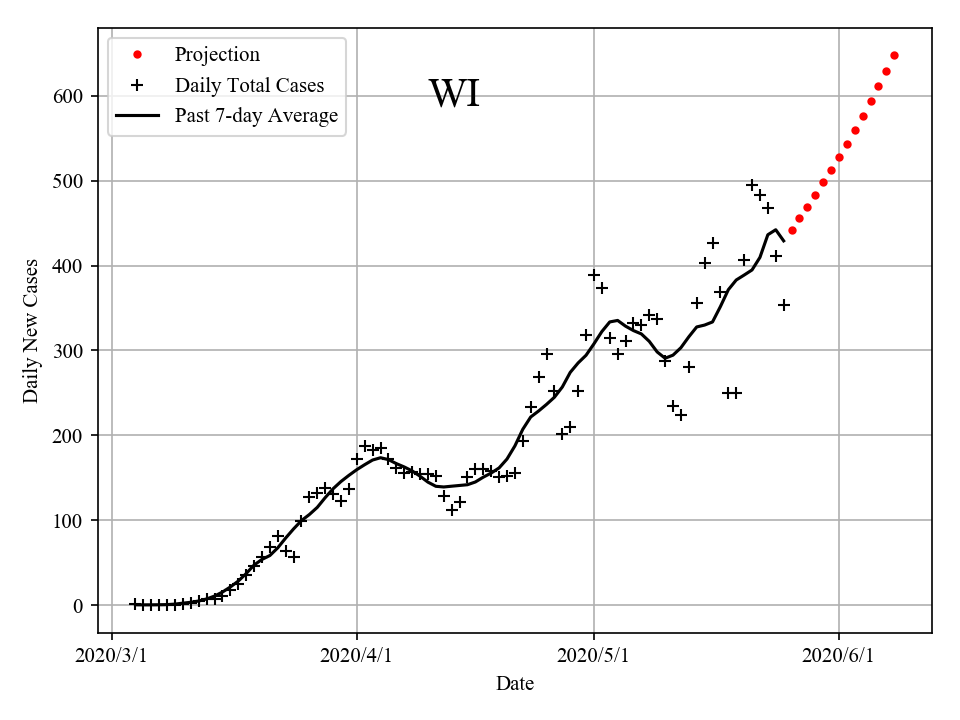 Projection
Daily Total Cases
Past 7-day Average
WI
600
500
400
300
200
100
0
Daily New Cases
2020/3/1 2020/4/1 2020/5/1 2020/6/1
Date